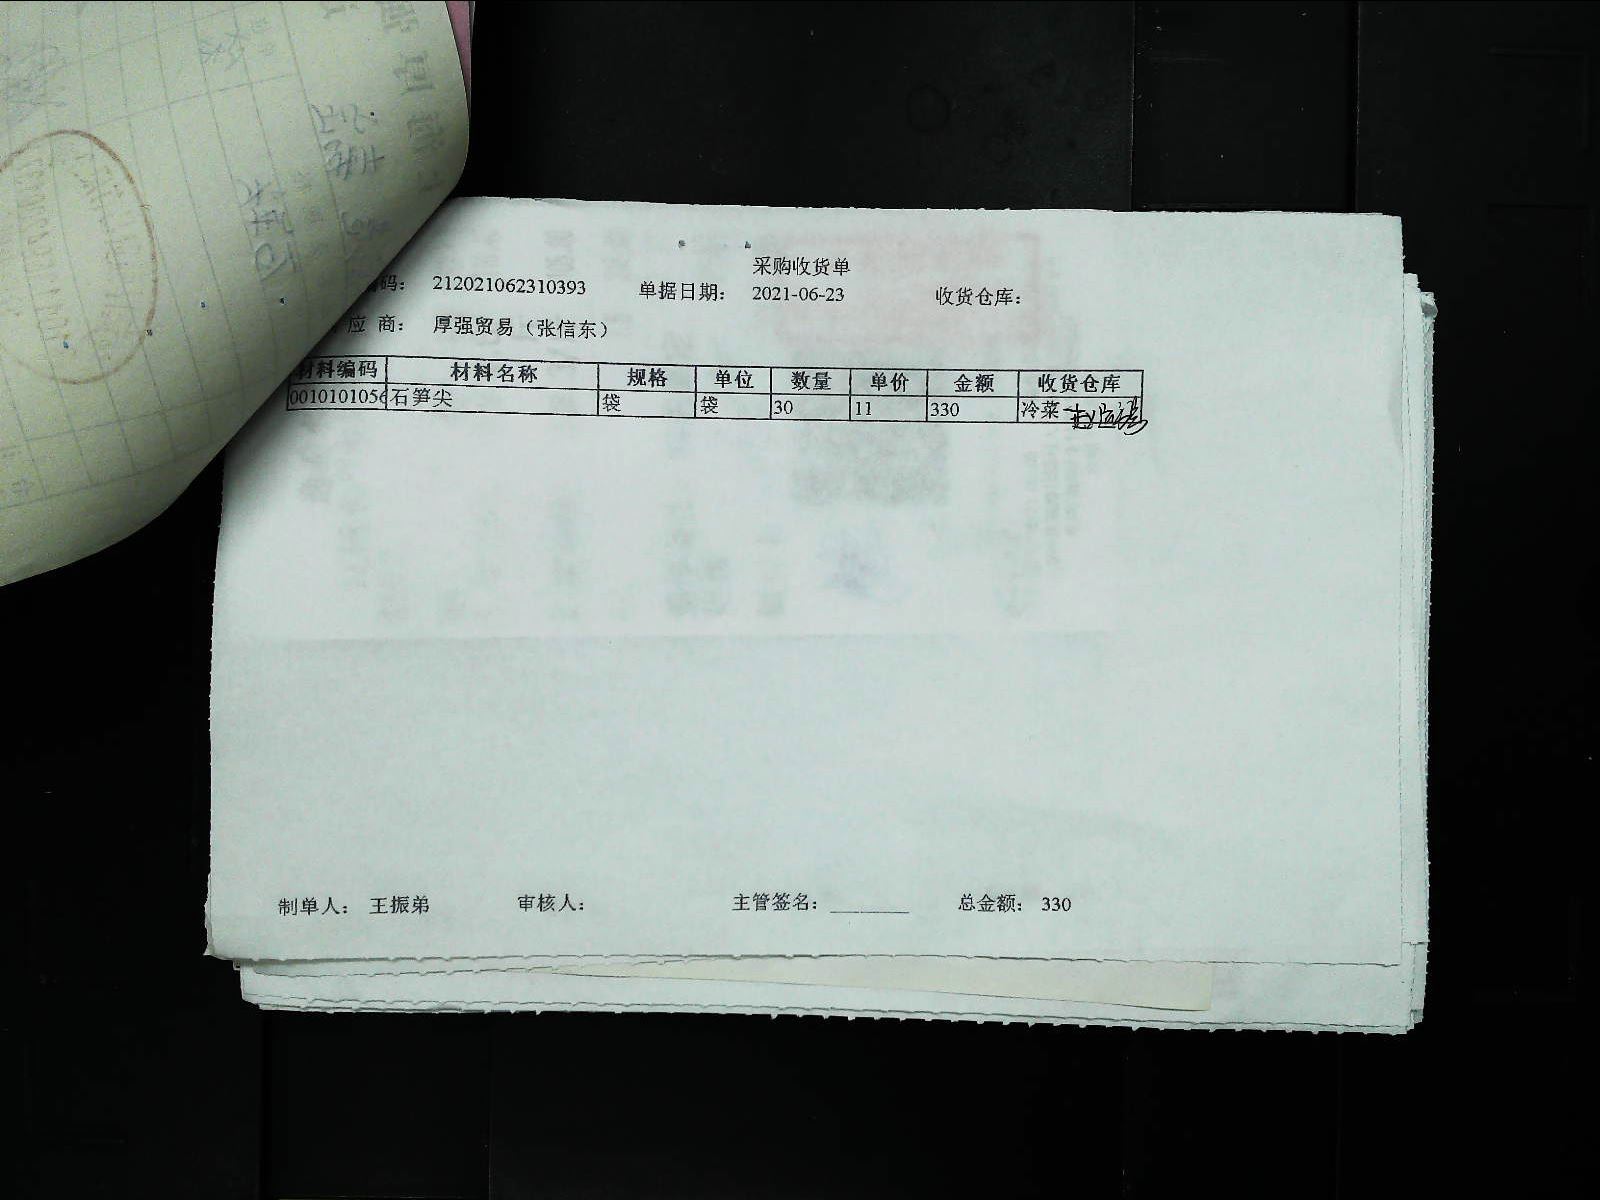 采购收货单
码： 212021062310393 单据日期： 2021-06-23 收货仓库：
应 商： 厚强贸易（张信东）
材料编码 材料名称 规格 单位 数量 单价 金额 收货仓库
0010101056 石笋尖 袋 袋 30 11 330 冷菜
制单人： 王振弟 审核人： 主管签名： 总金额： 330